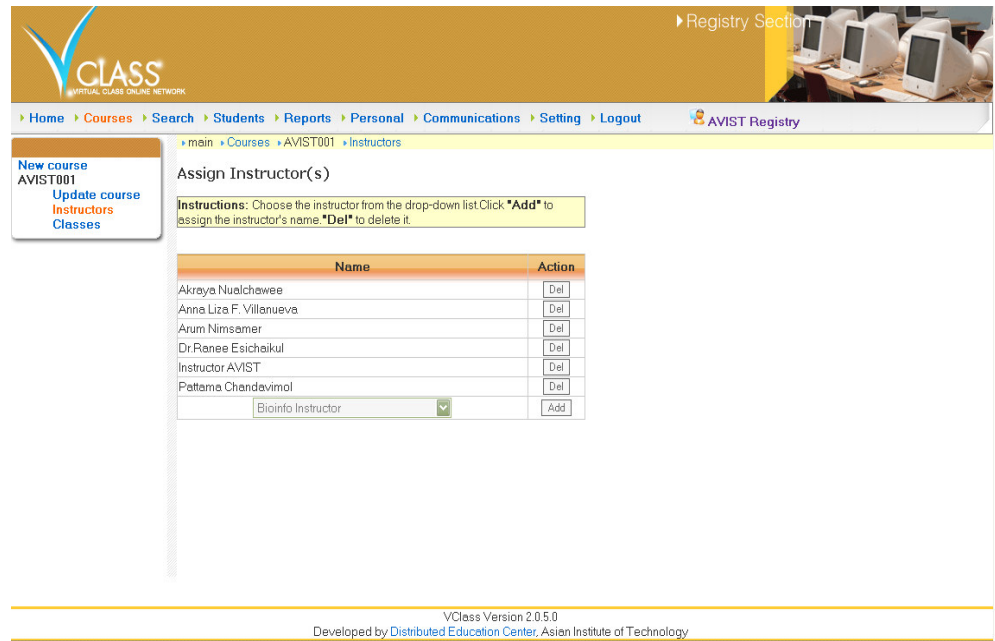 Registry Section
VCLASS
VIRTUAL CLASS ONLINE NETWORK
Home Courses Search Students Reports Personal Communications Setting Logout AVIST Registry
main Courses AVIST001 Instructors
New course
AVIST001
Update course
Instructors
Classes
Assign Instructor(s)
Instructions: Choose the instructor from the drop-down list.Click "Add" to
assign the instructor's name."Del" to delete it.
Name Action
Akraya Nualchawee Del
Anna Liza F. Villanueva Del
Arum Nimsamer Del
Dr.Ranee Esichaikul Del
Instructor AVIST Del
Pattama Chandavimol Del
Bioinfo Instructor Add
VClass Version 2.0.5.0
Developed by Distributed Education Center, Asian Institute of Technology